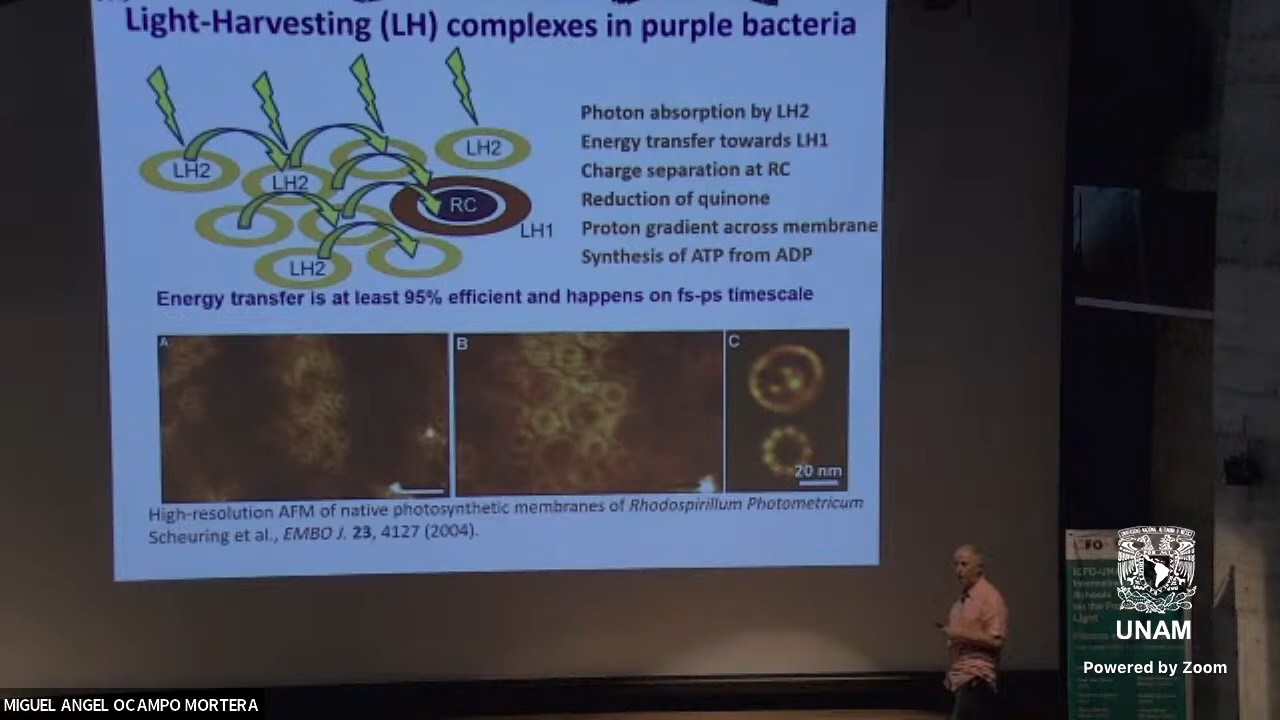 Light-Harvesting (LH) complexes in purple bacteria
Photon absorption by LH2
Energy transfer towards LH1
Charge separation at RC
Reduction of quinone
Proton gradient across membrane
Synthesis of ATP from ADP
LH2
LH2
LH2
RC
LH1
LH2
Energy transfer is at least 95% efficient and happens on fs-ps timescale
A
B
C
20 nm
High-resolution AFM of native photosynthetic membranes of Rhodospirillum Photometricum
Scheuring et al., EMBO J. 23, 4127 (2004).
UNAM
Powered by Zoom
MIGUEL ANGEL OCAMPO MORTERA